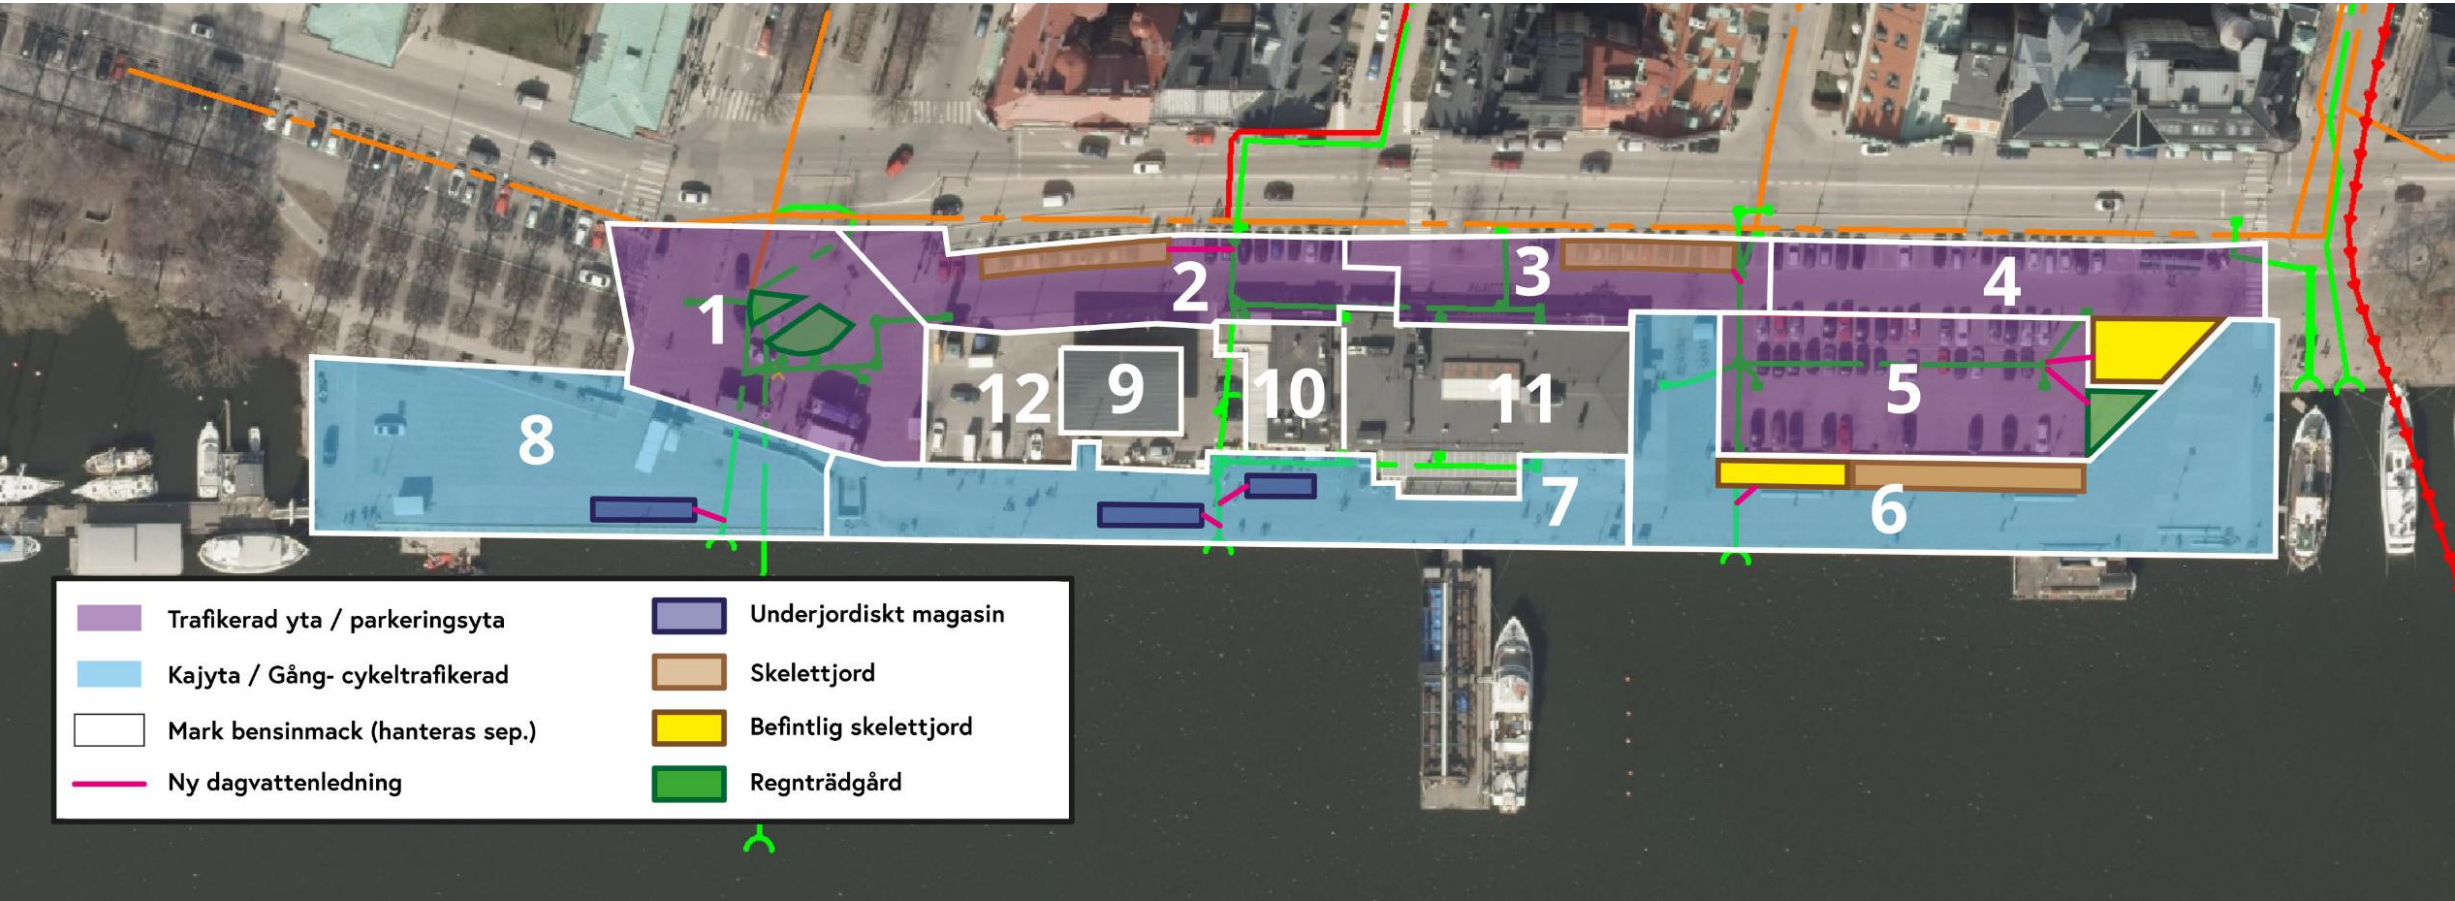 1
2
3
4
5
6
7
8
9
10
11
12
Trafikerad yta / parkeringsyta
Kajyta / Gång- cykeltrafikerad
Mark bensinmack (hanteras sep.)
Ny dagvattenledning
Underjordiskt magasin
Skelettjord
Befintlig skelettjord
Regnträdgård